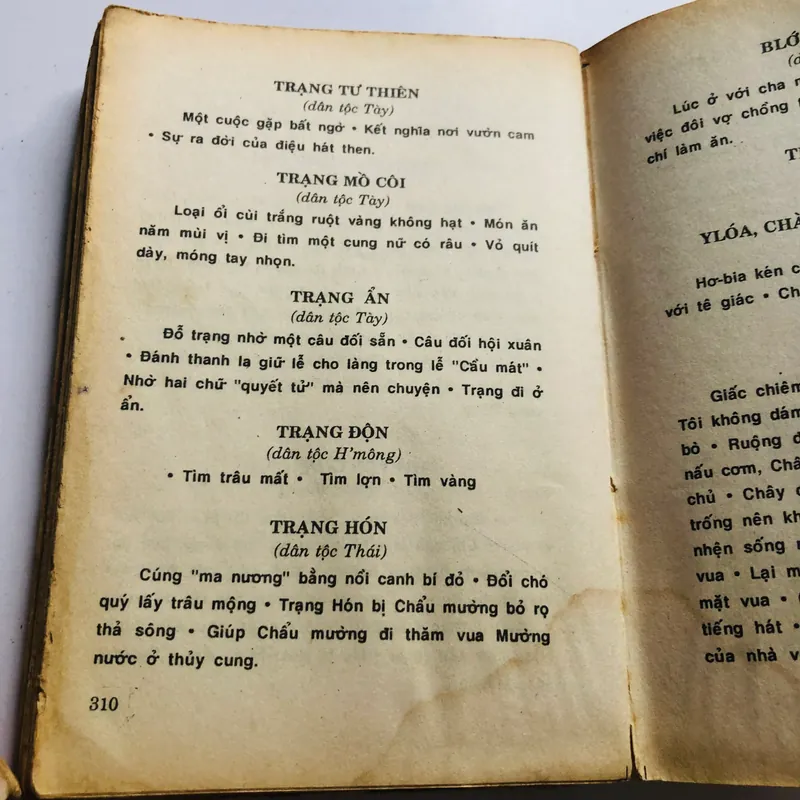 TRẠNG TƯ THIÊN
(dân tộc Tày)
Một cuộc gặp bất ngờ • Kết nghĩa nơi vườn cam
• Sự ra đời của điệu hát then.
TRẠNG MỒ CÔI
(dân tộc Tày)
Loại ổi cùi trắng ruột vàng không hạt • Món ăn
năm mùi vị • Đi tìm một cung nữ có râu • Vỏ quít
dày, móng tay nhọn.
TRẠNG ẨN
(dân tộc Tày)
Đỗ trạng nhờ một câu đối sẵn • Câu đối hội xuân
• Đánh thanh la giữ lễ cho làng trong lễ "Cẩu mát" •
Nhờ hai chữ "quyết tử" mà nên chuyện • Trạng đi ở
ẩn.
TRẠNG ĐỘN
(dân tộc H'mông)
• Tìm trâu mất • Tìm lợn • Tìm vàng
TRẠNG HÓN
(dân tộc Thái)
Cúng "ma nương" bằng nồi canh bí đỏ • Đổi chó
quý lấy trâu mộng • Trạng Hón bị Chẩu mường bỏ rọ
thả sông • Giúp Chẩu mường đi thăm vua Mường
nước ở thủy cung.
310
Lúc ở với cha
việc đôi vợ chồng
chí làm ăn.
YLÓA,
Hơ-bia kén
với tê giác •
Giấc chiêm
Tôi không dám
bò • Ruộng
nấu cơm,
chủ • Chây
trống nên
nhện sống
vua • Lại
mặt vua •
tiếng hát •
của nhà